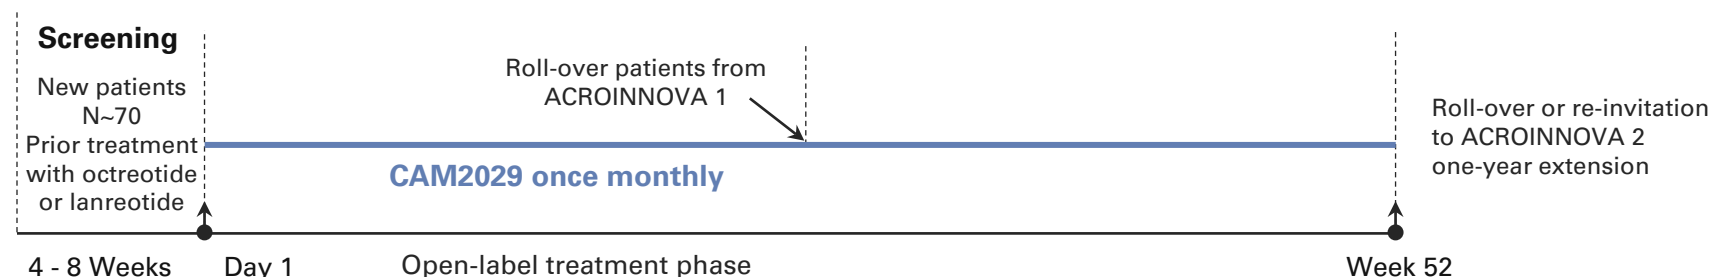 Screening
New patients
N~70
Prior treatment
with octreotide
or lanreotide
Roll-over patients from
ACROINNOVA 1
CAM2029 once monthly
Roll-over or re-invitation
to ACROINNOVA 2
one-year extension
4 - 8 Weeks
Day 1
Open-label treatment phase
Week 52